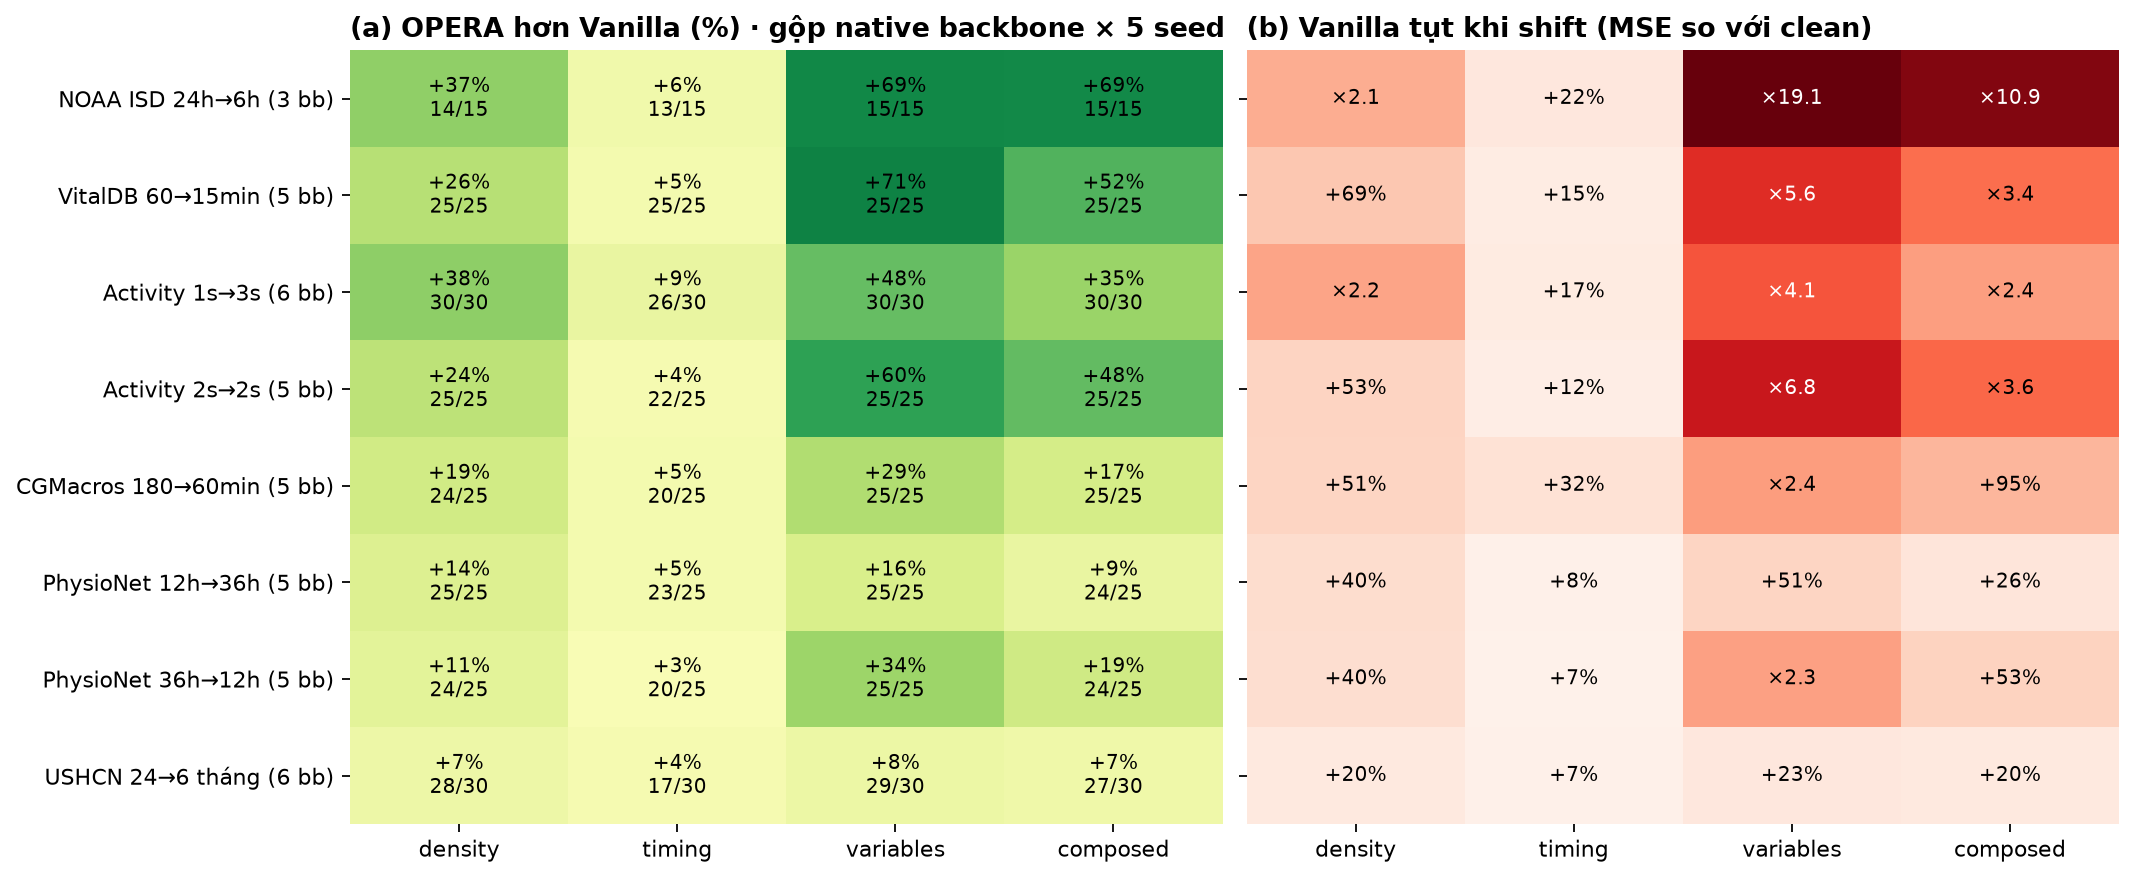 (a) OPERA hơn Vanilla (%) · gộp native backbone × 5 seed
(b) Vanilla tụt khi shift (MSE so với clean)
NOAA ISD 24h→6h (3 bb)
+37% +6% +69% +69%
14/15 13/15 15/15 15/15
×2.1 +22% ×19.1 ×10.9
VitalDB 60→15min (5 bb)
+26% +5% +71% +52%
25/25 25/25 25/25 25/25
+69% +15% ×5.6 ×3.4
Activity 1s→3s (6 bb)
+38% +9% +48% +35%
30/30 26/30 30/30 30/30
×2.2 +17% ×4.1 ×2.4
Activity 2s→2s (5 bb)
+24% +4% +60% +48%
25/25 22/25 25/25 25/25
+53% +12% ×6.8 ×3.6
CGMacros 180→60min (5 bb)
+19% +5% +29% +17%
24/25 20/25 25/25 25/25
+51% +32% ×2.4 +95%
PhysioNet 12h→36h (5 bb)
+14% +5% +16% +9%
25/25 23/25 25/25 24/25
+40% +8% +51% +26%
PhysioNet 36h→12h (5 bb)
+11% +3% +34% +19%
24/25 20/25 25/25 24/25
+40% +7% ×2.3 +53%
USHCN 24→6 tháng (6 bb)
+7% +4% +8% +7%
28/30 17/30 29/30 27/30
+20% +7% +23% +20%
density timing variables composed
density timing variables composed